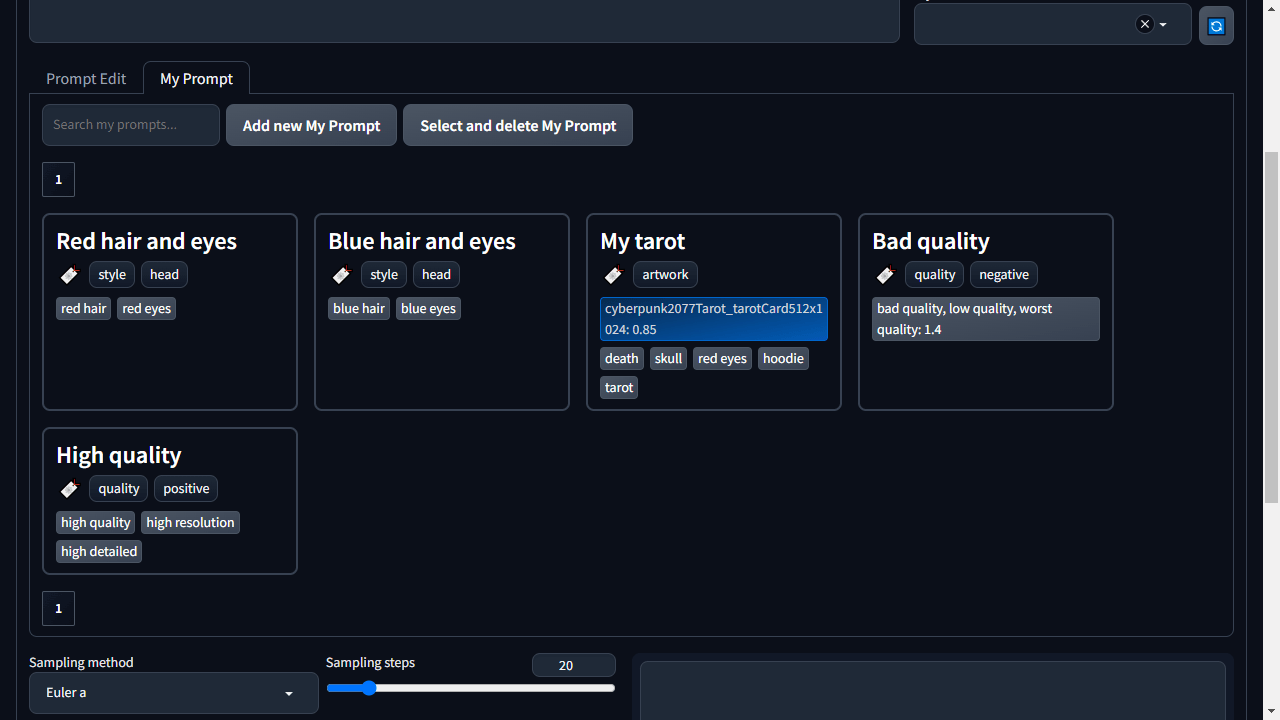 Prompt Edit
My Prompt
Search my prompts...
Add new My Prompt
Select and delete My Prompt
1
Red hair and eyes
style
head
red hair
red eyes
Blue hair and eyes
style
head
blue hair
blue eyes
My tarot
artwork
cyberpunk2077Tarot_tarotCard512x1
024: 0.85
death
skull
red eyes
hoodie
tarot
Bad quality
quality
negative
bad quality, low quality, worst
quality: 1.4
High quality
quality
positive
high quality
high resolution
high detailed
1
Sampling method
Sampling steps
20
Euler a